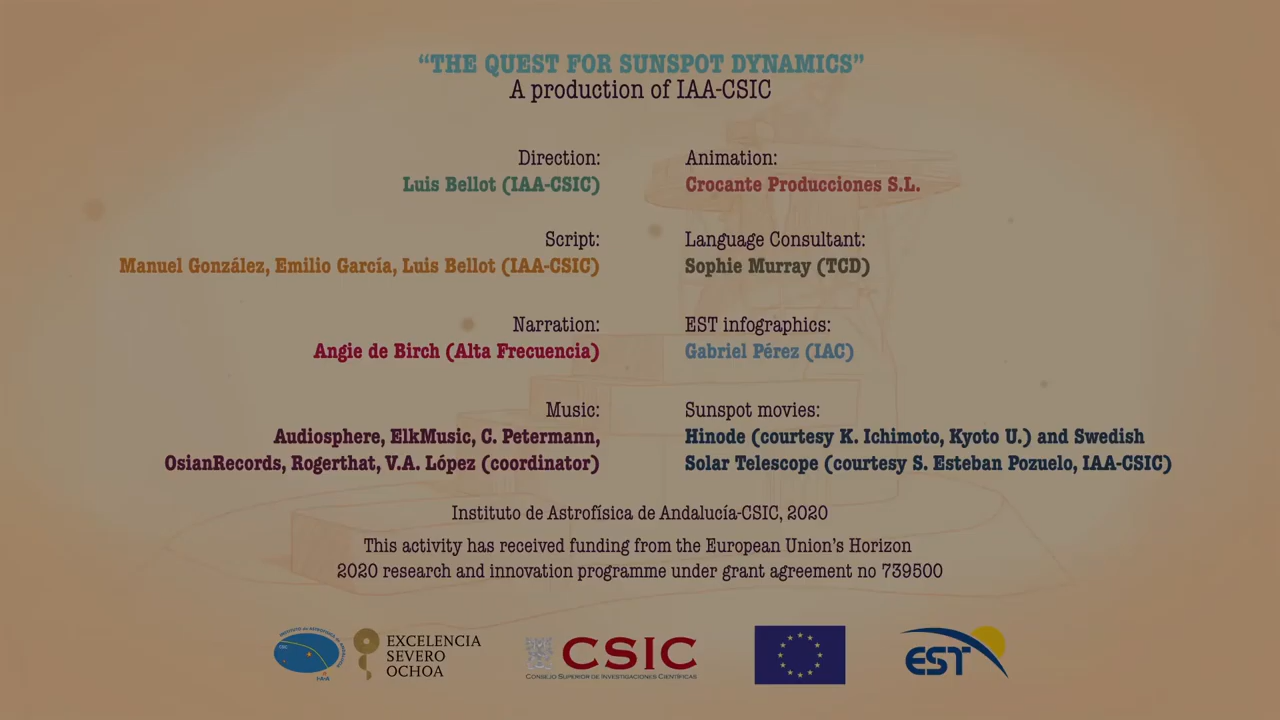 “THE QUEST FOR SUNSPOT DYNAMICS”
A production of IAA-CSIC
Direction:
Luis Bellot (IAA-CSIC)
Script:
Manuel González, Emilio García, Luis Bellot (IAA-CSIC)
Narration:
Angie de Birch (Alta Frecuencia)
Music:
Audiosphere, ElkMusic, C. Petermann,
OsianRecords, Rogerthat, V.A. López (coordinator)
Animation:
Crocante Producciones S.L.
Language Consultant:
Sophie Murray (TCD)
EST infographics:
Gabriel Pérez (IAC)
Sunspot movies:
Hinode (courtesy K. Ichimoto, Kyoto U.) and Swedish
Solar Telescope (courtesy S. Esteban Pozuelo, IAA-CSIC)
Instituto de Astrofísica de Andalucía-CSIC, 2020
This activity has received funding from the European Union’s Horizon
2020 research and innovation programme under grant agreement no 739500
EXCELENCIA
SEVERO
OCHOA
CSIC
CONSEJO SUPERIOR DE INVESTIGACIONES CIENTÍFICAS
EST